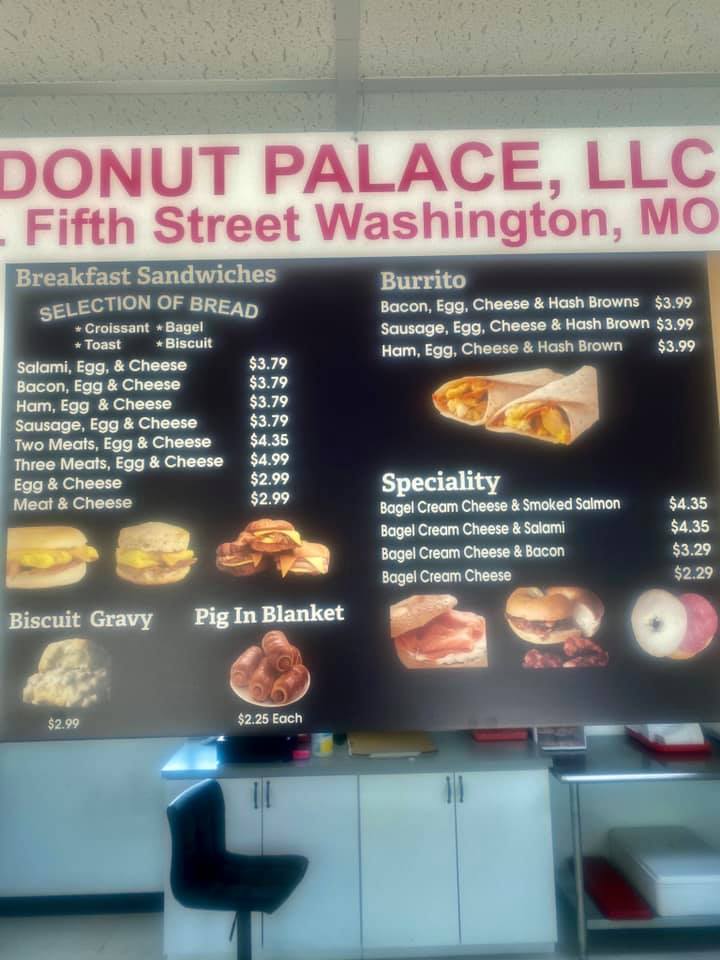 DONUT PALACE, LLC
. Fifth Street Washington, MO
Breakfast Sandwiches
SELECTION OF BREAD
* Croissant * Bagel
* Toast * Biscuit
Salami, Egg, & Cheese $3.79
Bacon, Egg & Cheese $3.79
Ham, Egg & Cheese $3.79
Sausage, Egg & Cheese $3.79
Two Meats, Egg & Cheese $4.35
Three Meats, Egg & Cheese $4.99
Egg & Cheese $2.99
Meat & Cheese $2.99
Biscuit Gravy
$2.99
Pig In Blanket
$2.25 Each
Burrito
Bacon, Egg, Cheese & Hash Browns $3.99
Sausage, Egg, Cheese & Hash Brown $3.99
Ham, Egg, Cheese & Hash Brown $3.99
Speciality
Bagel Cream Cheese & Smoked Salmon $4.35
Bagel Cream Cheese & Salami $4.35
Bagel Cream Cheese & Bacon $3.29
Bagel Cream Cheese $2.29